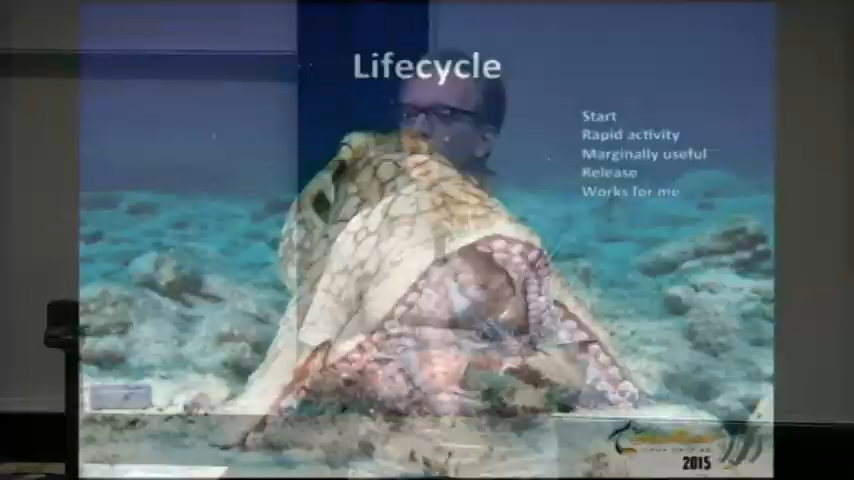 Lifecycle
Start
Rapid activity
Marginally useful
Release
Works for me
2015